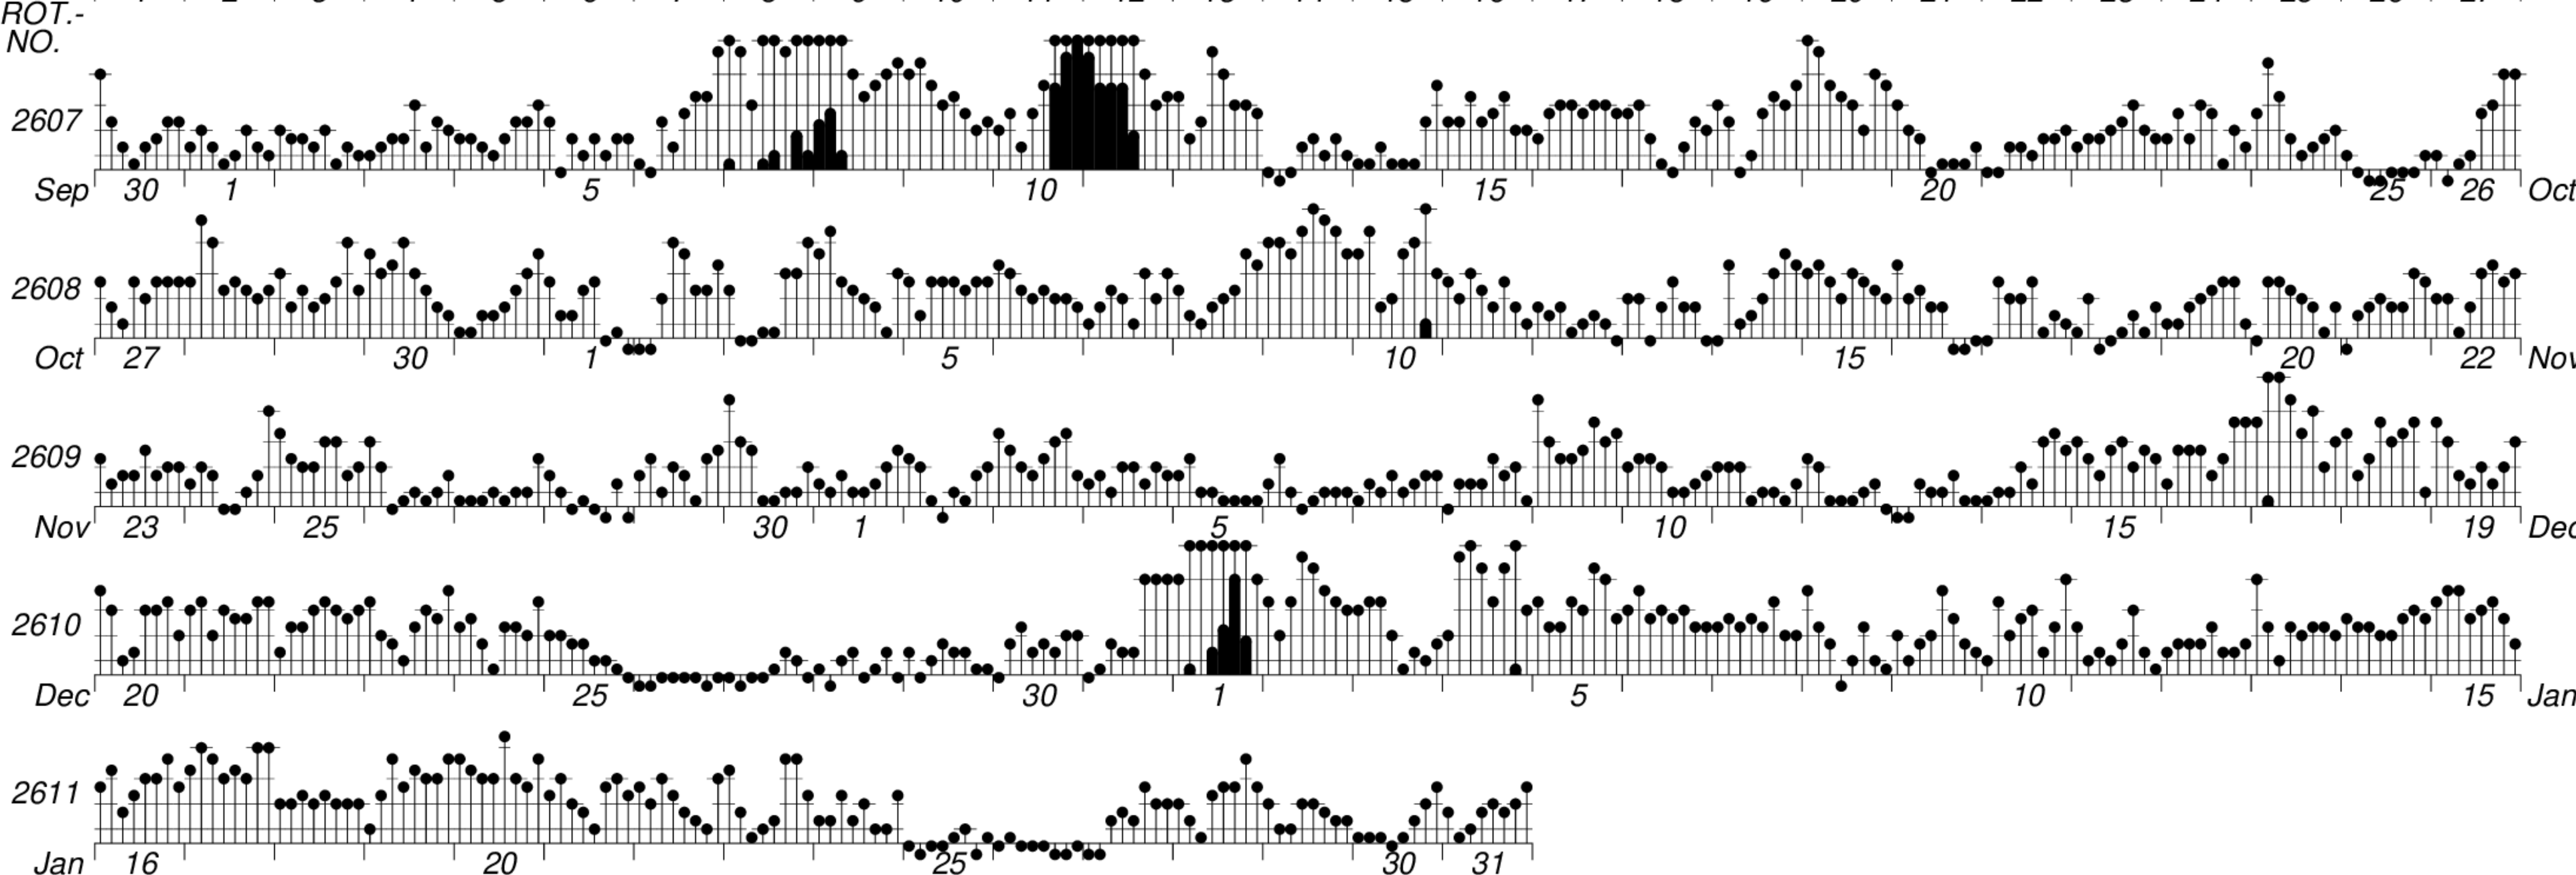 ROT.-
NO.
2607
Sep 30 1 5 10 15 20 25 26 Oct
2608
Oct 27 30 1 5 10 15 20 22 Nov
2609
Nov 23 25 30 1 5 10 15 19 Dec
2610
Dec 20 25 30 1 5 10 15 Jan
2611
Jan 16 20 25 30 31